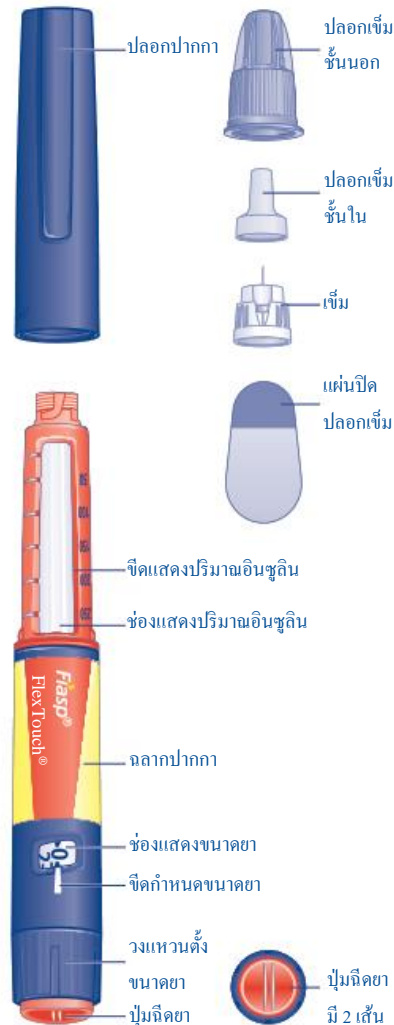 ปลอกปากกา
ปลอกเข็ม
ชั้นนอก
ปลอกเข็ม
ชั้นใน
เข็ม
แผ่นปิด
ปลอกเข็ม
50
100
150
200
250
ขีดแสดงปริมาณอินซูลิน
ช่องแสดงปริมาณอินซูลิน
Fiasp®
FlexTouch®
ฉลากปากกา
0
2
ช่องแสดงขนาดยา
ขีดกำหนดขนาดยา
วงแหวนตั้ง
ขนาดยา
ปุ่มฉีดยา
ปุ่มฉีดยา
มี 2 เส้น